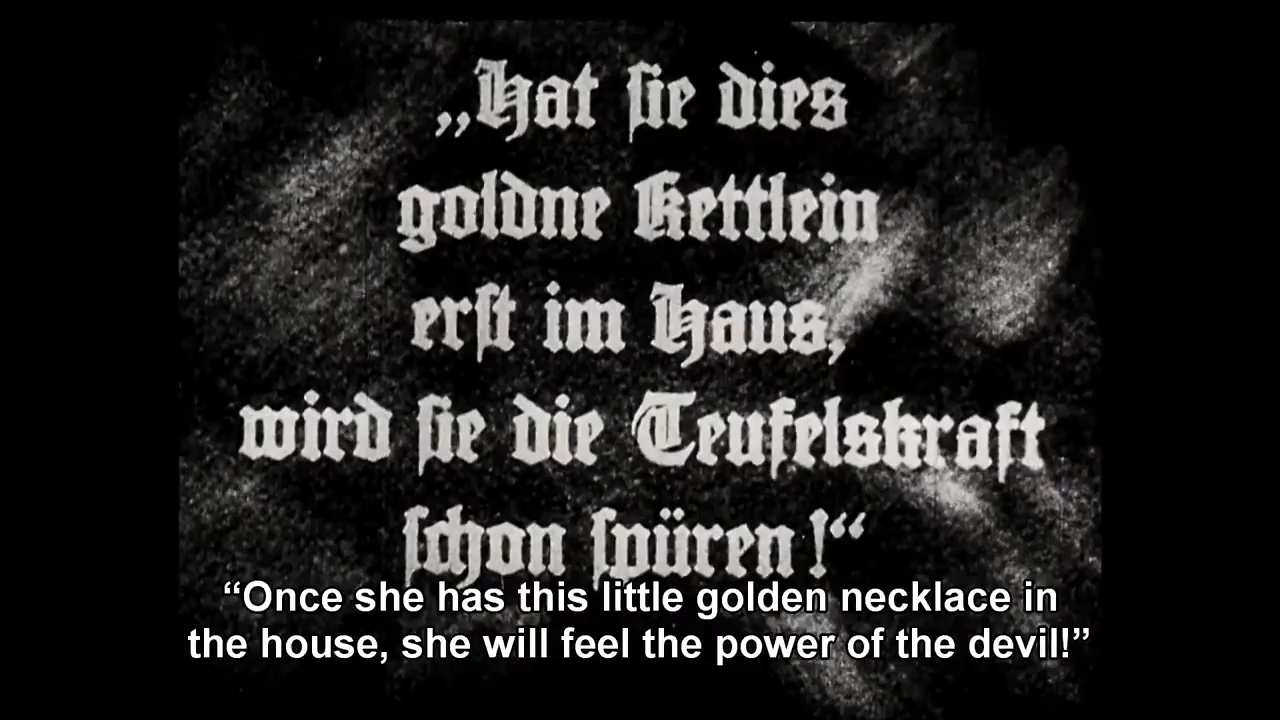 „Hat ſie dies
goldne Kettlein
erſt im Haus,
wird ſie die Teufelskraft
ſchon ſpüren!“
“Once she has this little golden necklace in
the house, she will feel the power of the devil!”